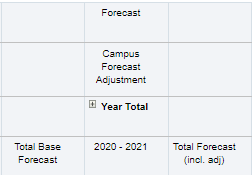 Forecast
Campus
Forecast
Adjustment
Year Total
Total Base
Forecast
2020 - 2021
Total Forecast
(incl. adj)